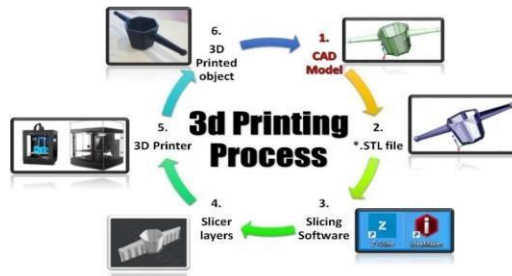 6.
3D
Printed
object
1.
CAD
Model
5.
3D Printer
3d Printing
Process
2.
*.STL file
4.
Slicer
layers
3.
Slicing
Software
Z